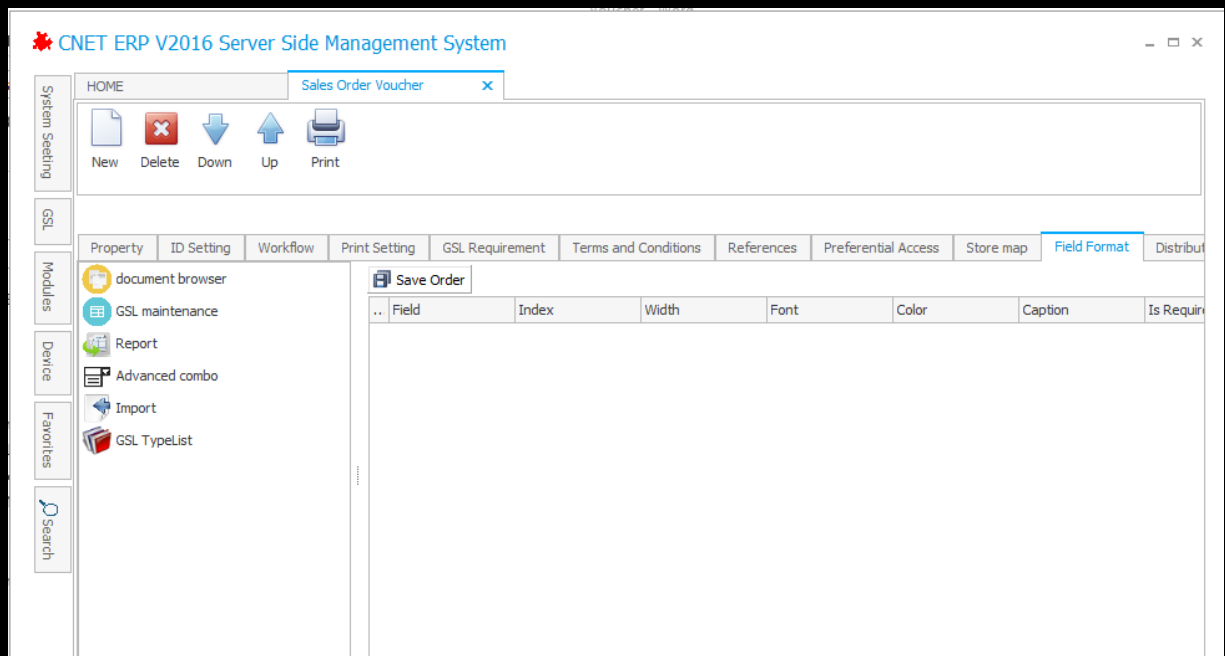 CNET ERP V2016 Server Side Management System
HOME
Sales Order Voucher
New Delete Down Up Print
System Seeting
GSL
Modules
Device
Favorites
Search
Property ID Setting Workflow Print Setting GSL Requirement Terms and Conditions References Preferential Access Store map Field Format Distribut
document browser
GSL maintenance
Report
Advanced combo
Import
GSL TypeList
Save Order
.. Field Index Width Font Color Caption Is Require